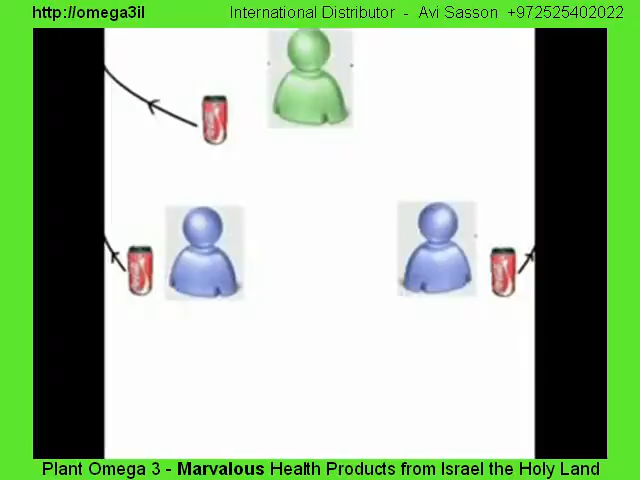 http://omega3il International Distributor - Avi Sasson +972525402022
Plant Omega 3 - Marvalous Health Products from Israel the Holy Land